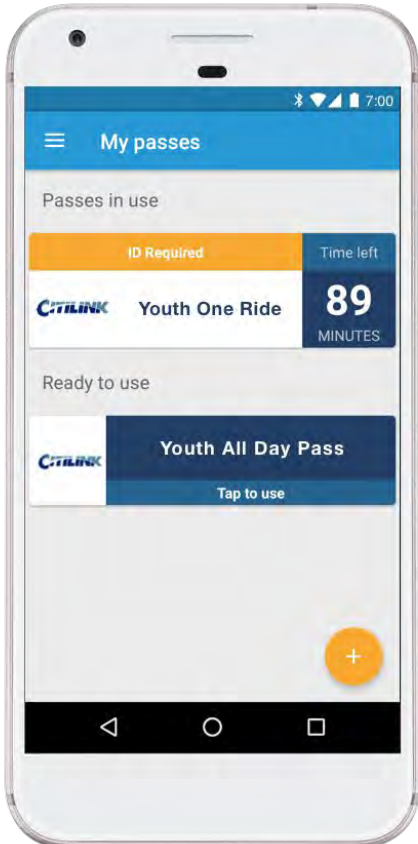 7:00
My passes
Passes in use
ID Required
Time left
CITILINK
Youth One Ride
89
MINUTES
Ready to use
CITILINK
Youth All Day Pass
Tap to use
+